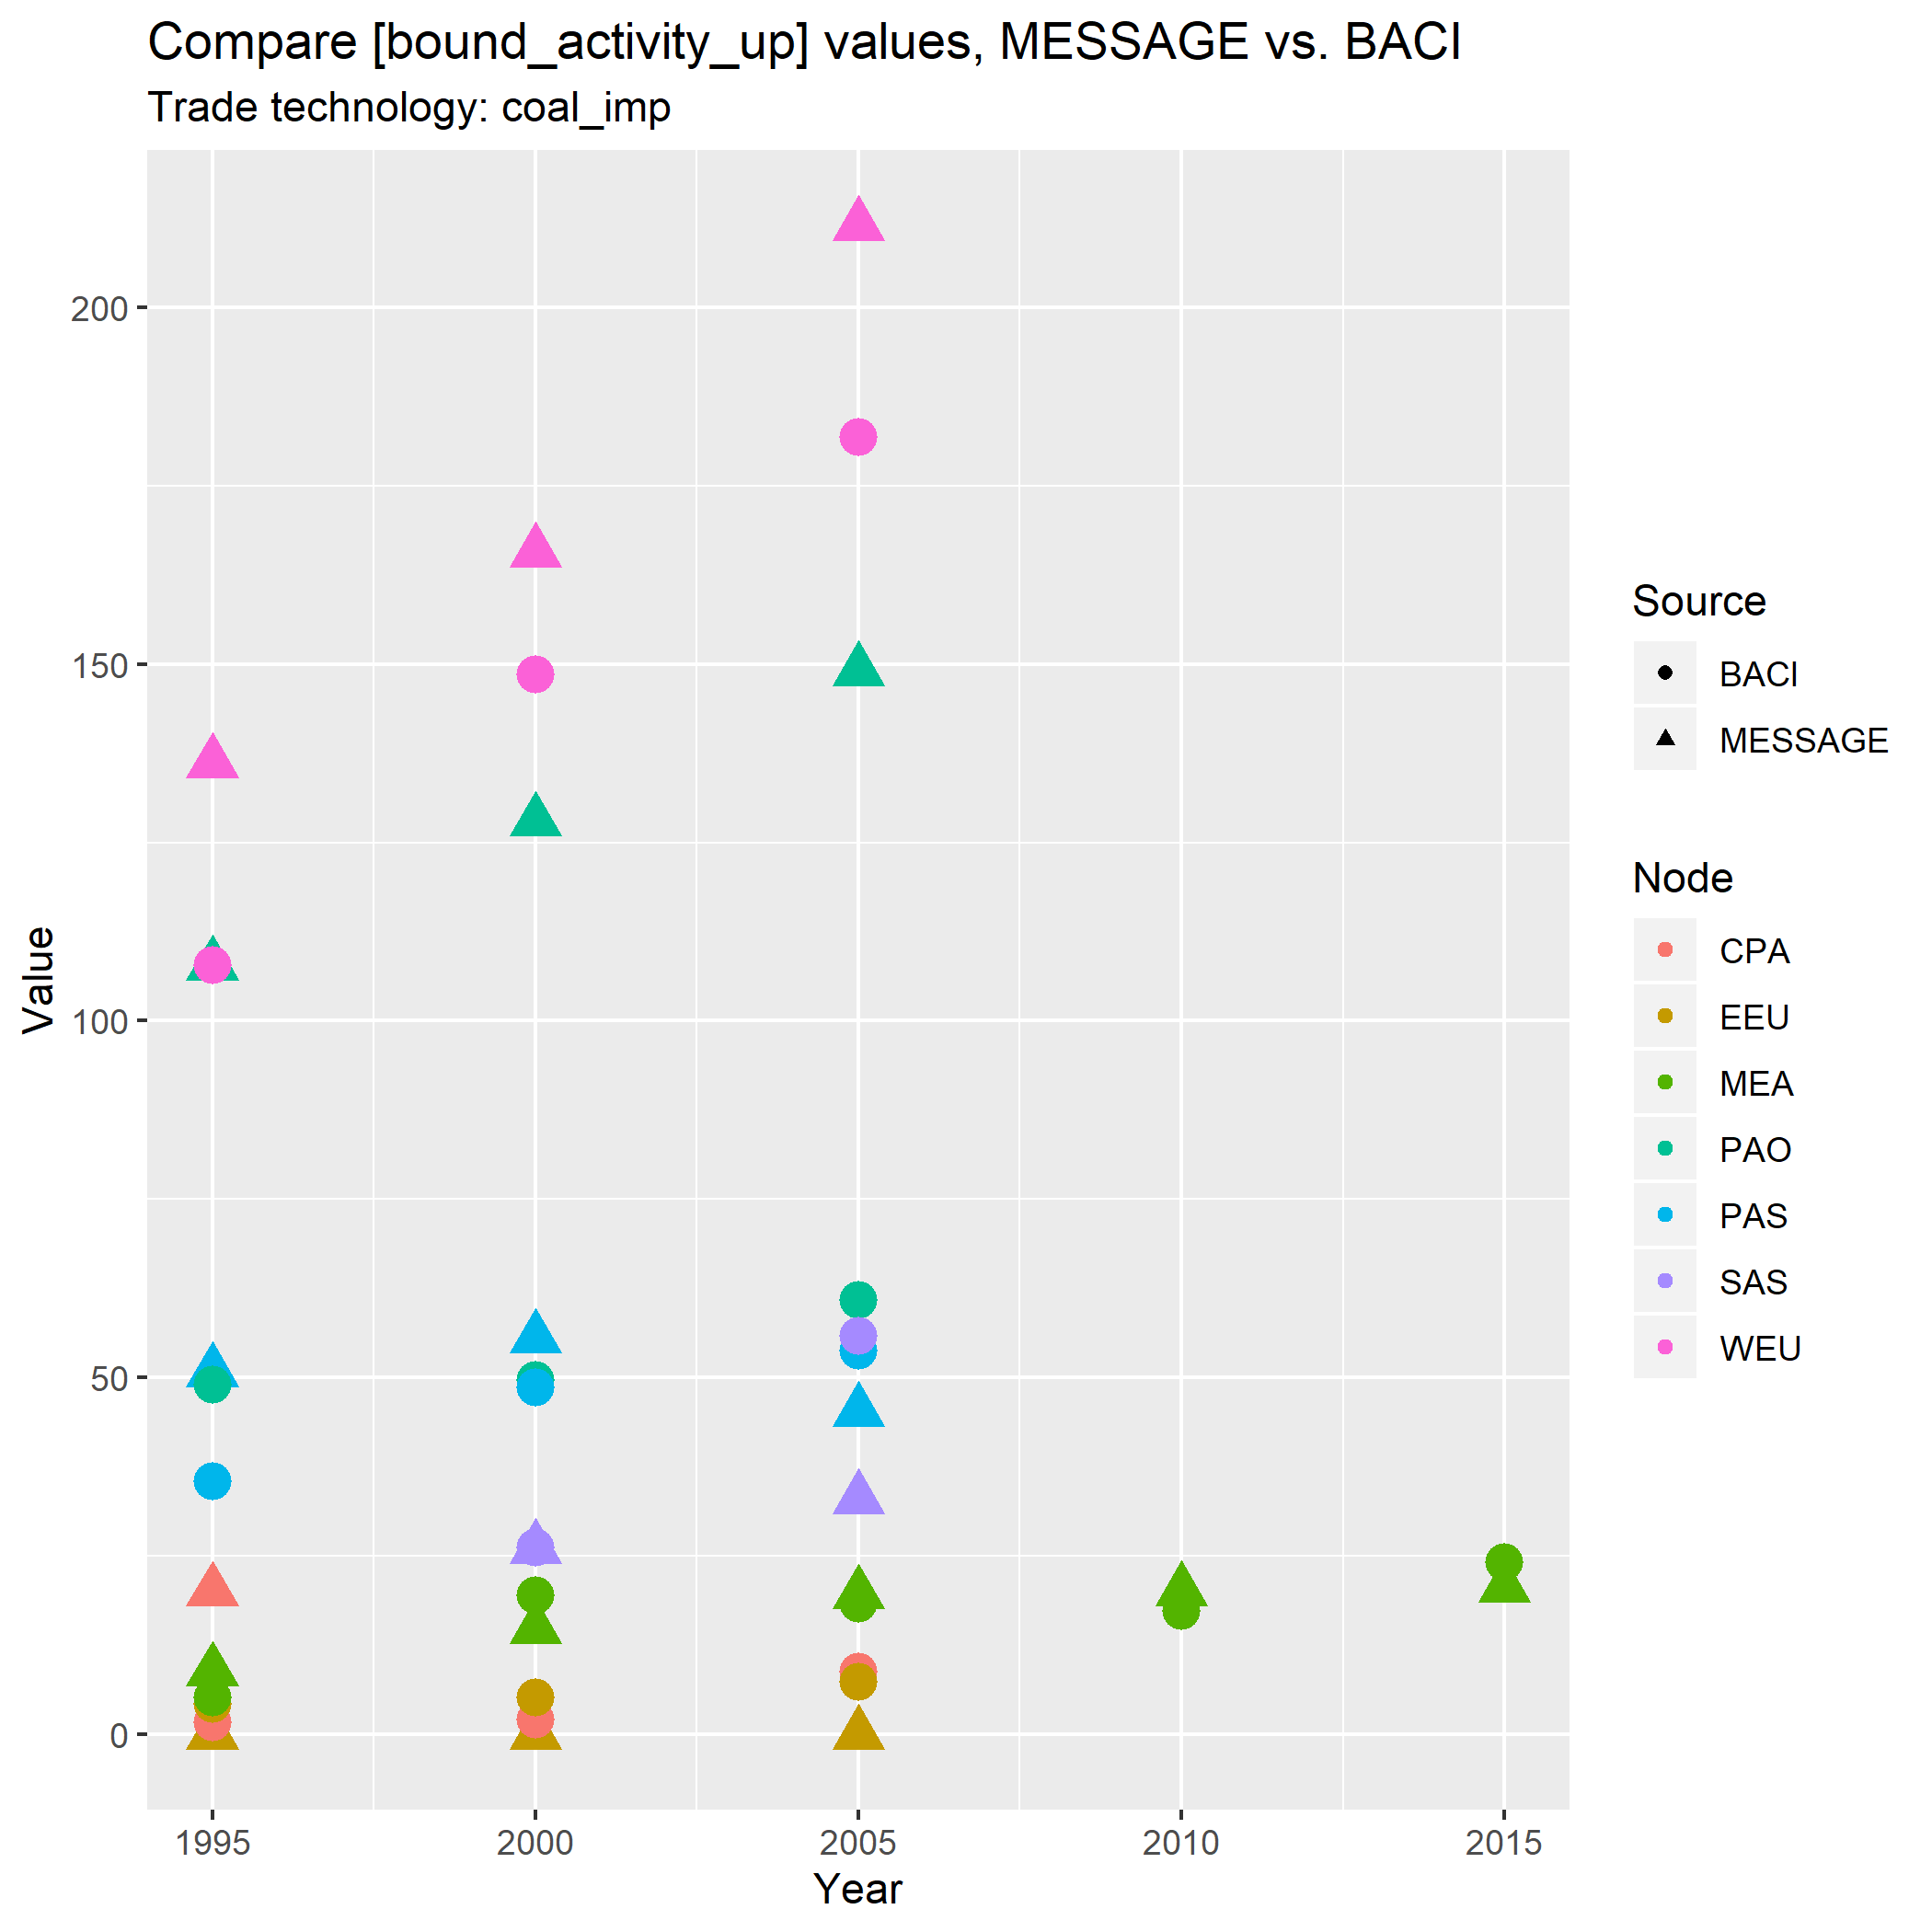 Compare [bound_activity_up] values, MESSAGE vs. BACI
Trade technology: coal_imp
Value
200
150
100
50
0
1995
2000
2005
2010
2015
Year
Source
BACI
MESSAGE
Node
CPA
EEU
MEA
PAO
PAS
SAS
WEU